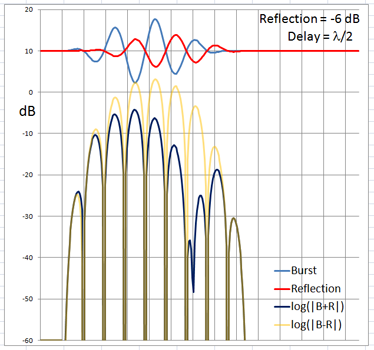 20
10
0
-10
-20
-30
-40
-50
-60
dB
Reflection = -6 dB
Delay = λ/2
Burst
Reflection
log(|B+R|)
log(|B-R|)